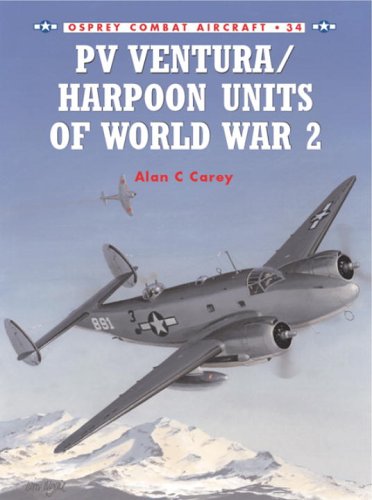 OSPREY COMBAT AIRCRAFT • 34
PV VENTURA/
HARPOON UNITS
OF WORLD WAR 2
Alan C Carey
891
3